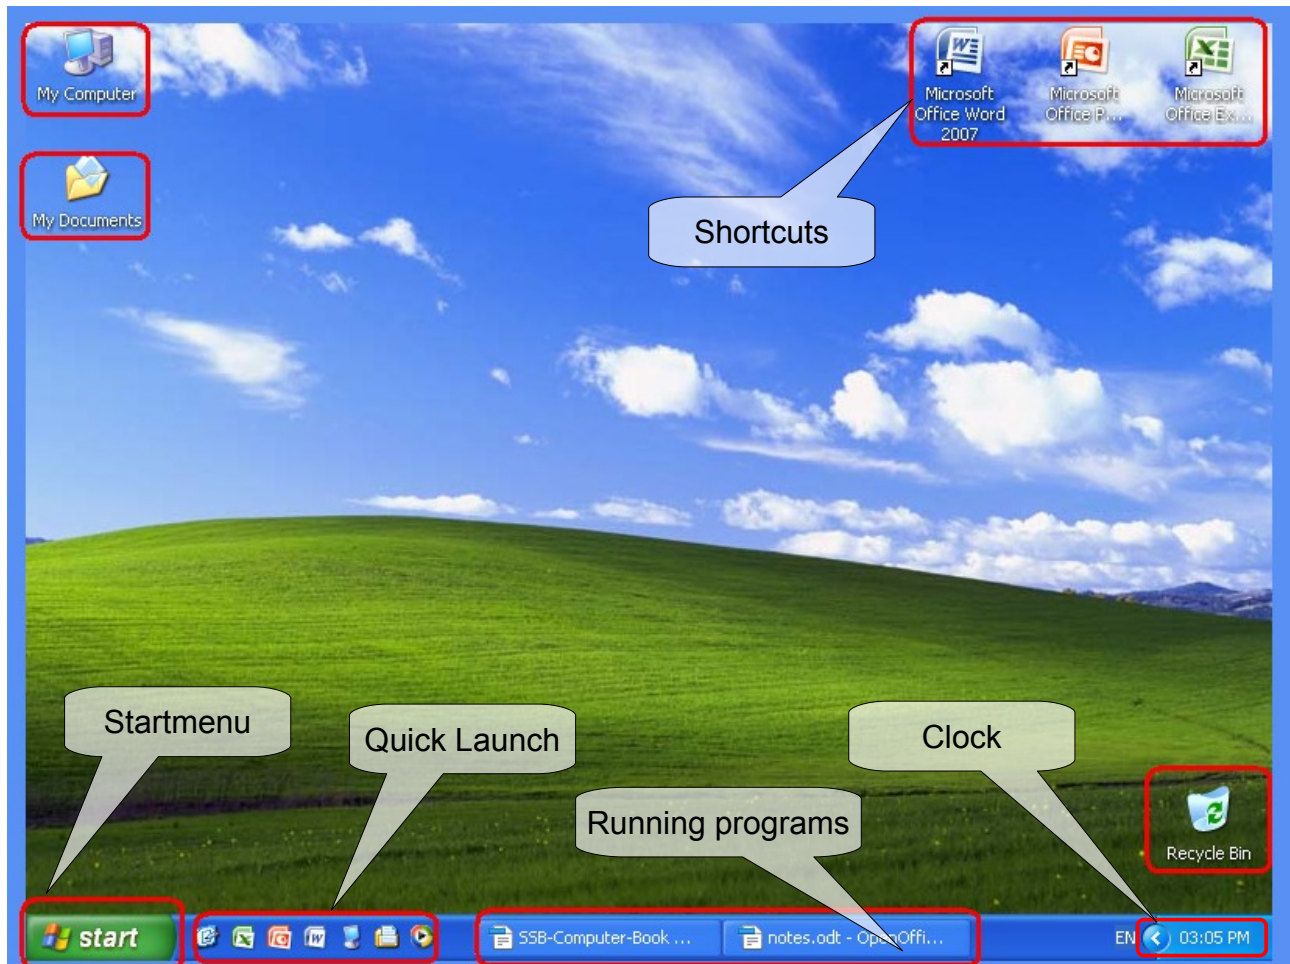 My Computer
Microsoft
Office Word
2007
Microsoft
Office P...
Microsoft
Office Ex...
My Documents
Shortcuts
Startmenu
Quick Launch
Clock
Running programs
Recycle Bin
start
SSB-Computer-Book ...
notes.odt - OpenOffi...
EN
03:05 PM